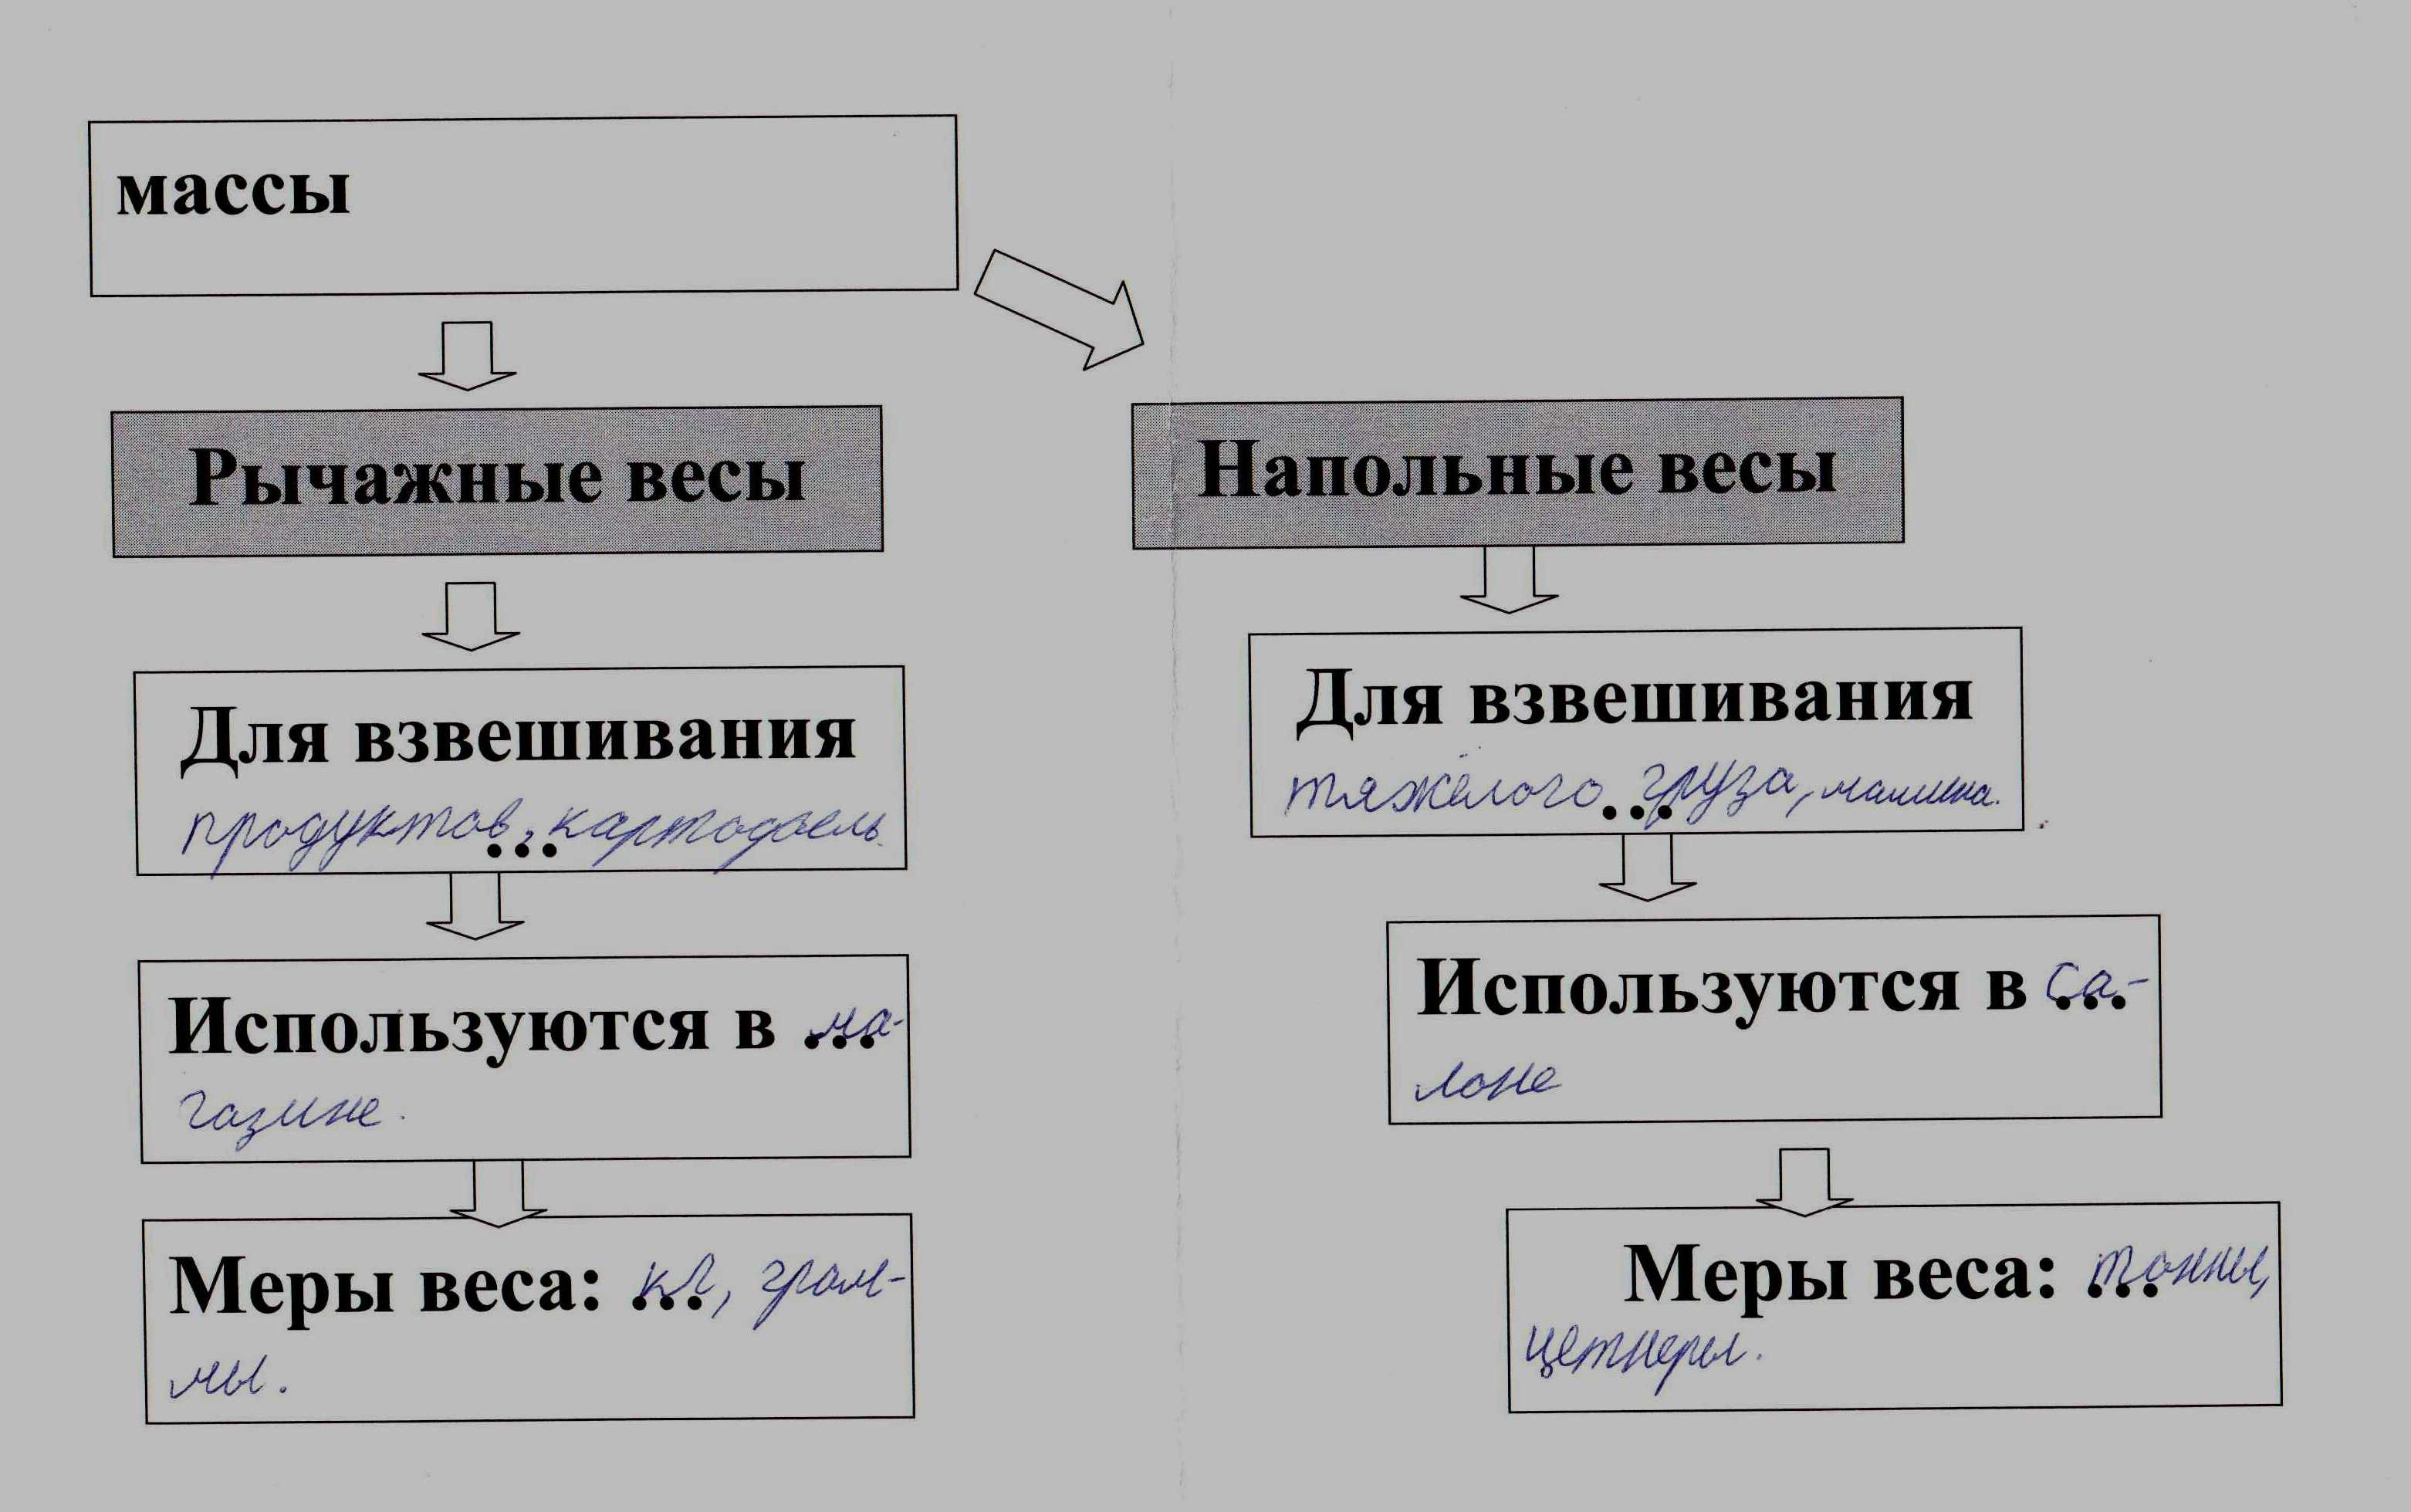 массы
Рычажные весы
Для взвешивания
продуктов, картофель.
...
Используются в ... ма-
газине.
Меры веса: ... кг, грам-
мы.
Напольные весы
Для взвешивания
тяжёлого груза, машина.
...
Используются в ... са-
лоне
Меры веса: ... тонны,
цетнеры.